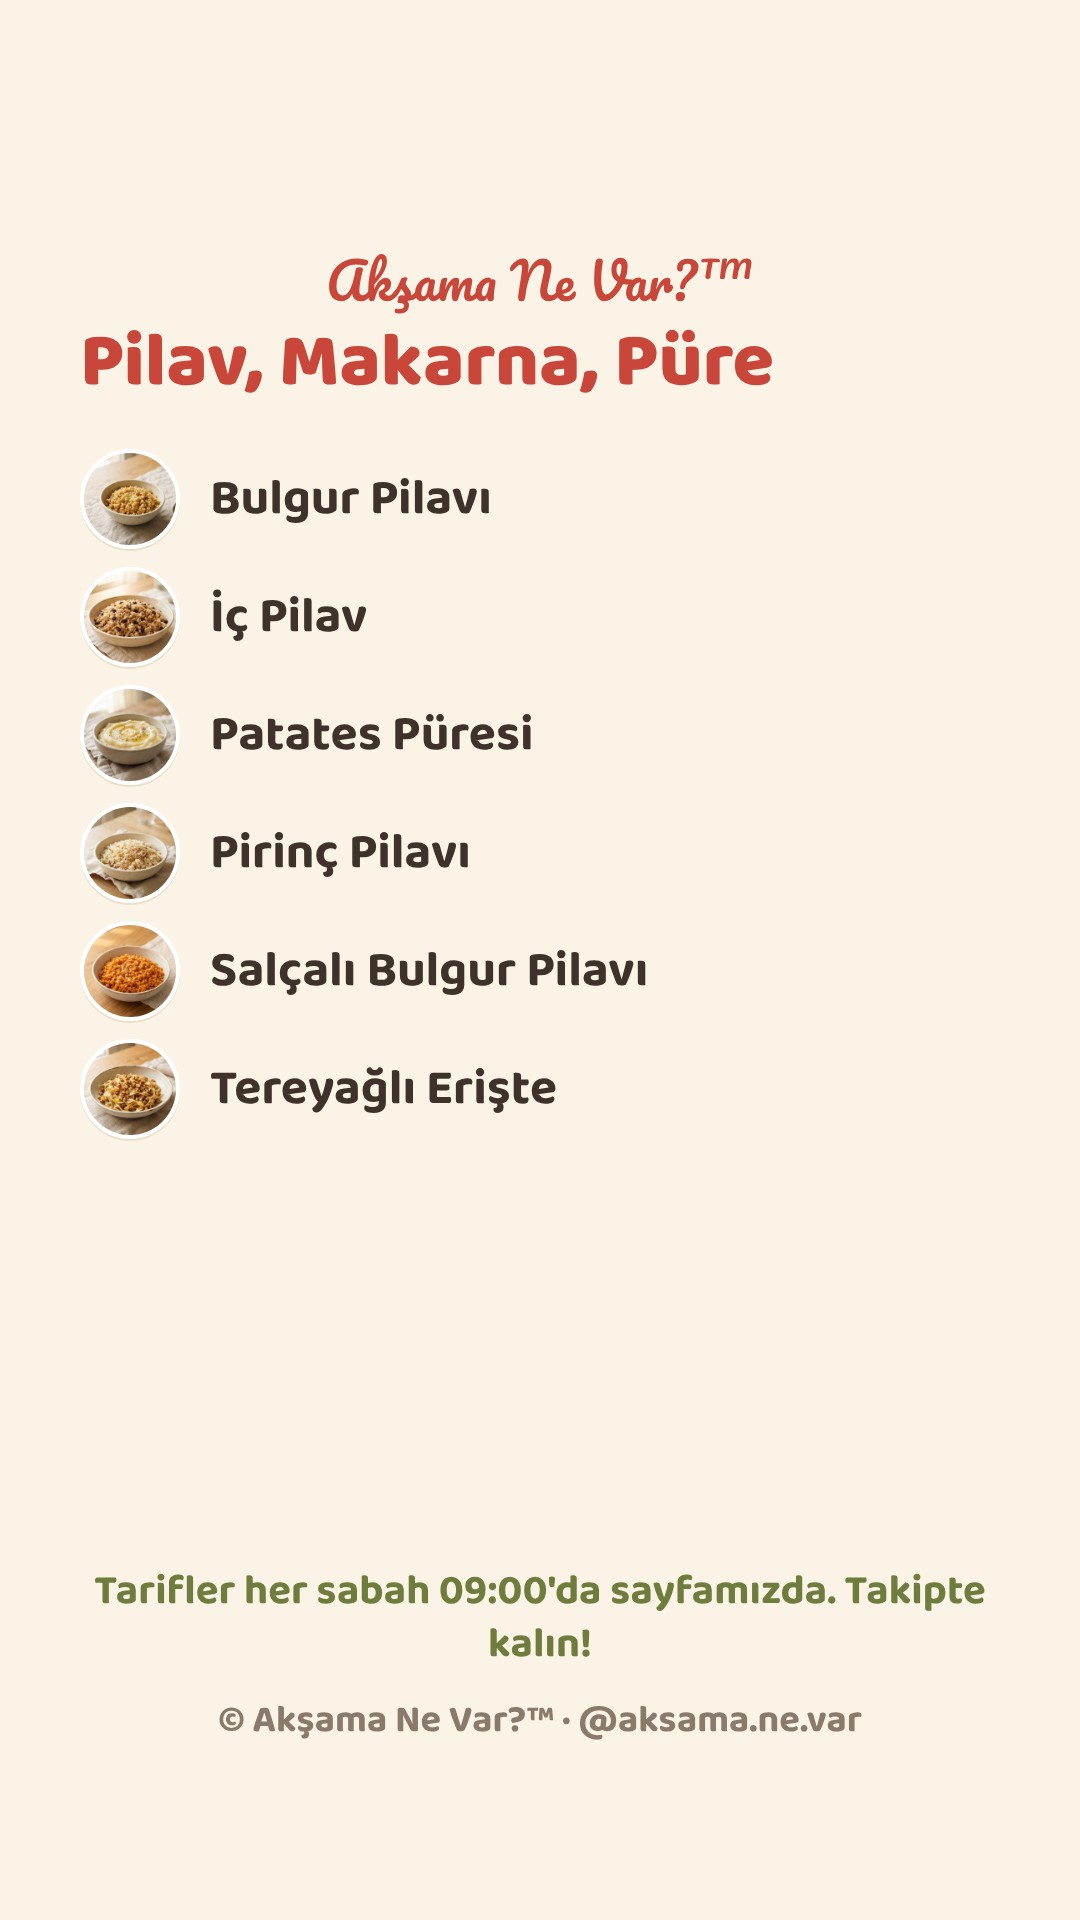 Akşama Ne Var?™
Pilav, Makarna, Püre
Bulgur Pilavı
İç Pilav
Patates Püresi
Pirinç Pilavı
Salçalı Bulgur Pilavı
Tereyağlı Erişte
Tarifler her sabah 09:00'da sayfamızda. Takipte
kalın!
© Akşama Ne Var?™ · @aksama.ne.var